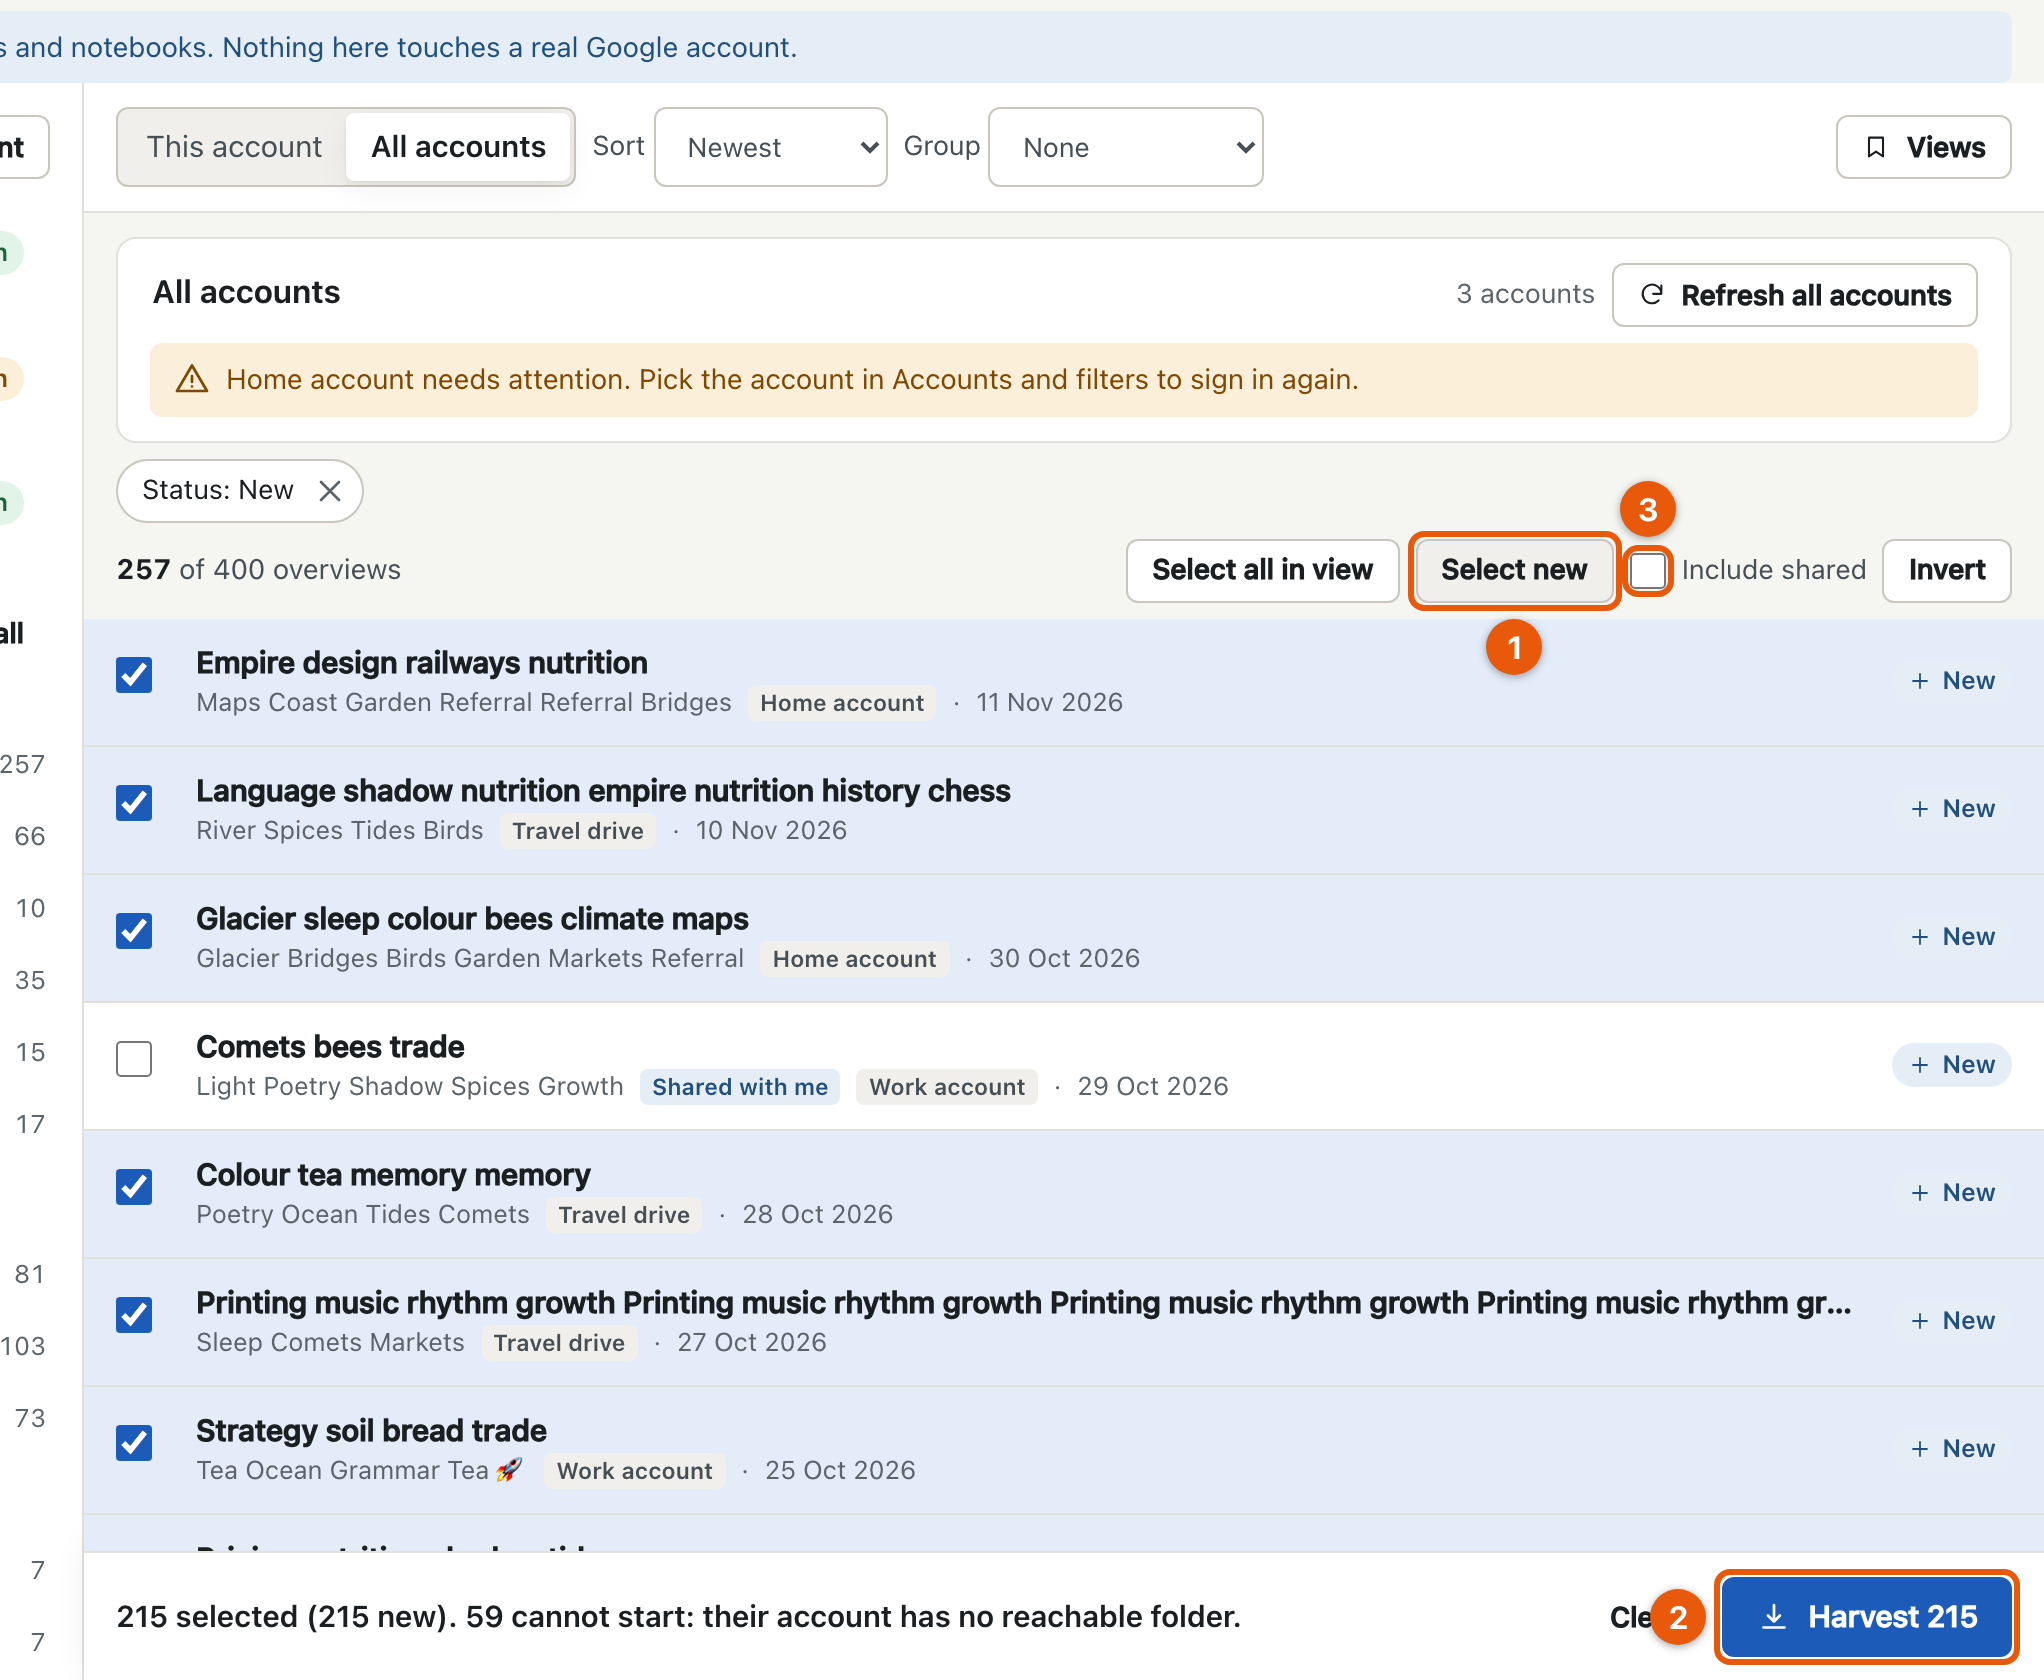 s and notebooks. Nothing here touches a real Google account.
nt
This account All accounts Sort Newest Group None Views
All accounts 3 accounts Refresh all accounts
Home account needs attention. Pick the account in Accounts and filters to sign in again.
Status: New
3
257 of 400 overviews Select all in view Select new Include shared Invert
1
all
Empire design railways nutrition
Maps Coast Garden Referral Referral Bridges Home account · 11 Nov 2026
+ New
257
Language shadow nutrition empire nutrition history chess
River Spices Tides Birds Travel drive · 10 Nov 2026
+ New
66
10
Glacier sleep colour bees climate maps
Glacier Bridges Birds Garden Markets Referral Home account · 30 Oct 2026
+ New
35
15
Comets bees trade
Light Poetry Shadow Spices Growth Shared with me Work account · 29 Oct 2026
+ New
17
Colour tea memory memory
Poetry Ocean Tides Comets Travel drive · 28 Oct 2026
+ New
81
Printing music rhythm growth Printing music rhythm growth Printing music rhythm growth Printing music rhythm gr...
Sleep Comets Markets Travel drive · 27 Oct 2026
+ New
103
73
Strategy soil bread trade
Tea Ocean Grammar Tea 🚀 Work account · 25 Oct 2026
+ New
7
215 selected (215 new). 59 cannot start: their account has no reachable folder.
Cle 2 Harvest 215
7